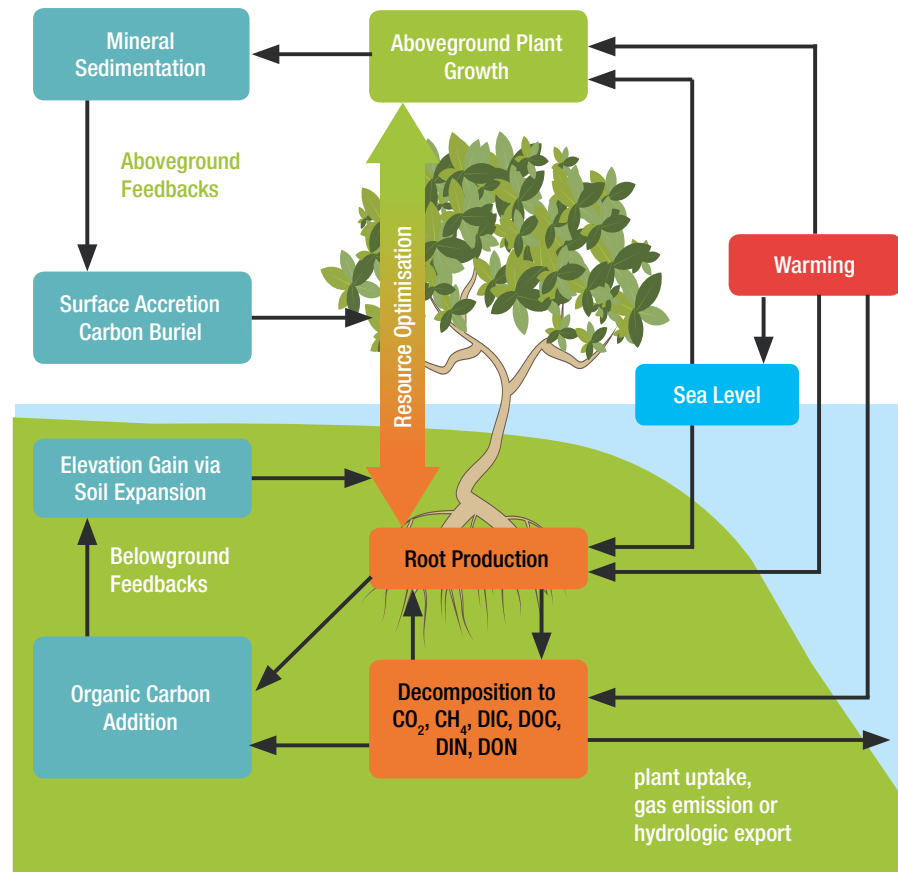 Mineral
Sedimentation
Aboveground Plant
Growth
Aboveground
Feedbacks
Warming
Surface Accretion
Carbon Buriel
Resource Optimisation
Sea Level
Elevation Gain via
Soil Expansion
Belowground
Feedbacks
Root Production
Organic Carbon
Addition
Decomposition to
CO₂, CH₄, DIC, DOC,
DIN, DON
plant uptake,
gas emission or
hydrologic export